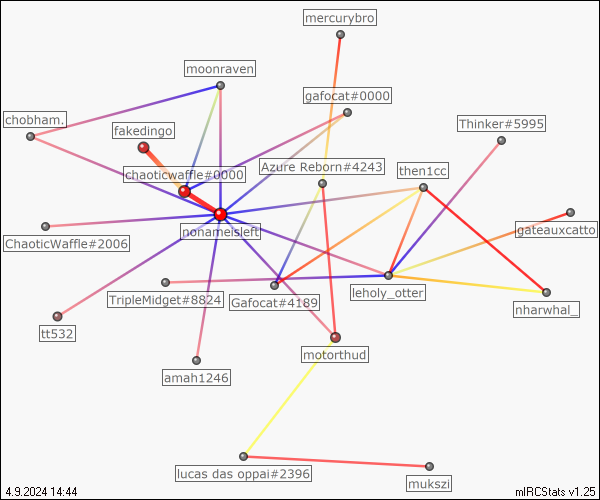 mercurybro
moonraven
gafocat#0000
chobham.
fakedingo
Thinker#5995
chaoticwaffle#0000
Azure Reborn#4243
then1cc
nonameisleft
gateauxcatto
ChaoticWaffle#2006
TripleMidget#8824
Gafocat#4189
leholy_otter
nharwhal_
tt532
motorthud
amah1246
lucas das oppai#2396
mukszi
4.9.2024 14:44
mIRCStats v1.25